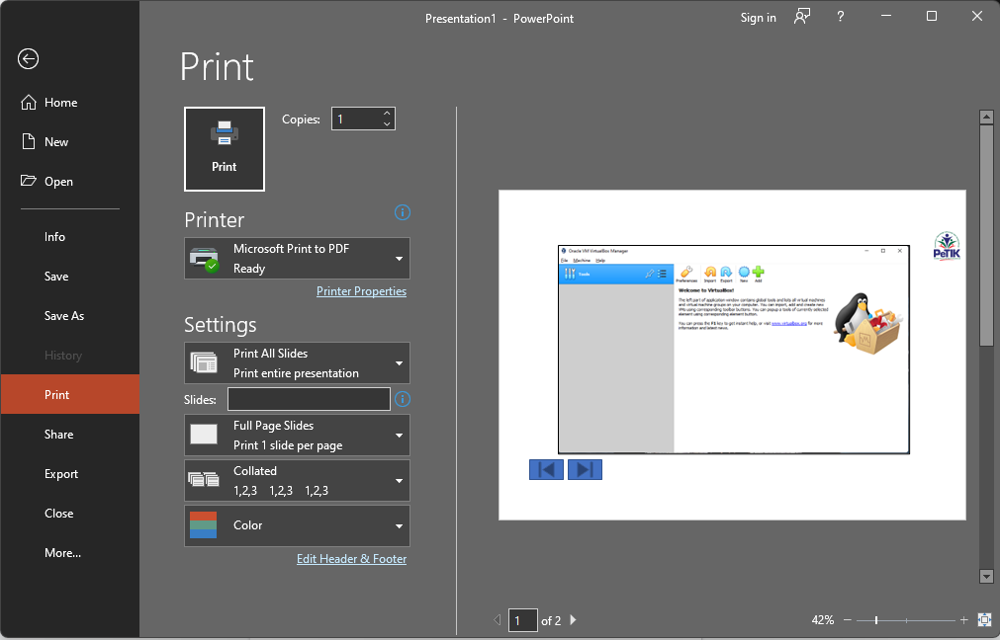 Presentation1 - PowerPoint
Sign in
?
Print
Home
New
Open
Info
Save
Save As
History
Print
Share
Export
Close
More...
Print
Copies: 1
Printer
Microsoft Print to PDF
Ready
Printer Properties
Settings
Print All Slides
Print entire presentation
Slides:
Full Page Slides
Print 1 slide per page
Collated
1,2,3 1,2,3 1,2,3
Color
Edit Header & Footer
PeTIK
Oracle VM VirtualBox Manager
File Machine Help
Tools
Preferences Import Export New Add
Welcome to VirtualBox!
The left part of application window contains global tools and lists all virtual machines
and virtual machine groups on your computer. You can import, add and create new
VMs using corresponding toolbar buttons. You can popup a tools of currently selected
element using corresponding element button.
You can press the F1 key to get instant help, or visit www.virtualbox.org for more
information and latest news.
1 of 2
42%